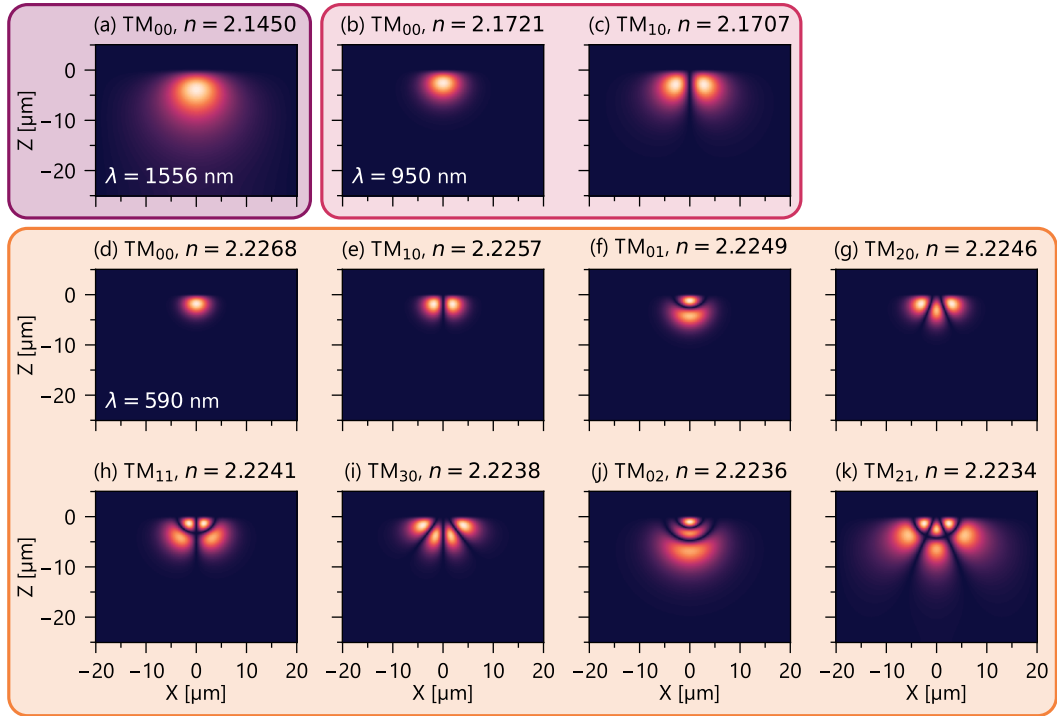 (a) TM₀₀, n = 2.1450
(b) TM₀₀, n = 2.1721
(c) TM₁₀, n = 2.1707
Z [µm]
0
−10
−20
λ = 1556 nm
λ = 950 nm
(d) TM₀₀, n = 2.2268
(e) TM₁₀, n = 2.2257
(f) TM₀₁, n = 2.2249
(g) TM₂₀, n = 2.2246
Z [µm]
0
−10
−20
λ = 590 nm
(h) TM₁₁, n = 2.2241
(i) TM₃₀, n = 2.2238
(j) TM₀₂, n = 2.2236
(k) TM₂₁, n = 2.2234
Z [µm]
0
−10
−20
−20 −10 0 10 20
−20 −10 0 10 20
−20 −10 0 10 20
−20 −10 0 10 20
X [µm]
X [µm]
X [µm]
X [µm]